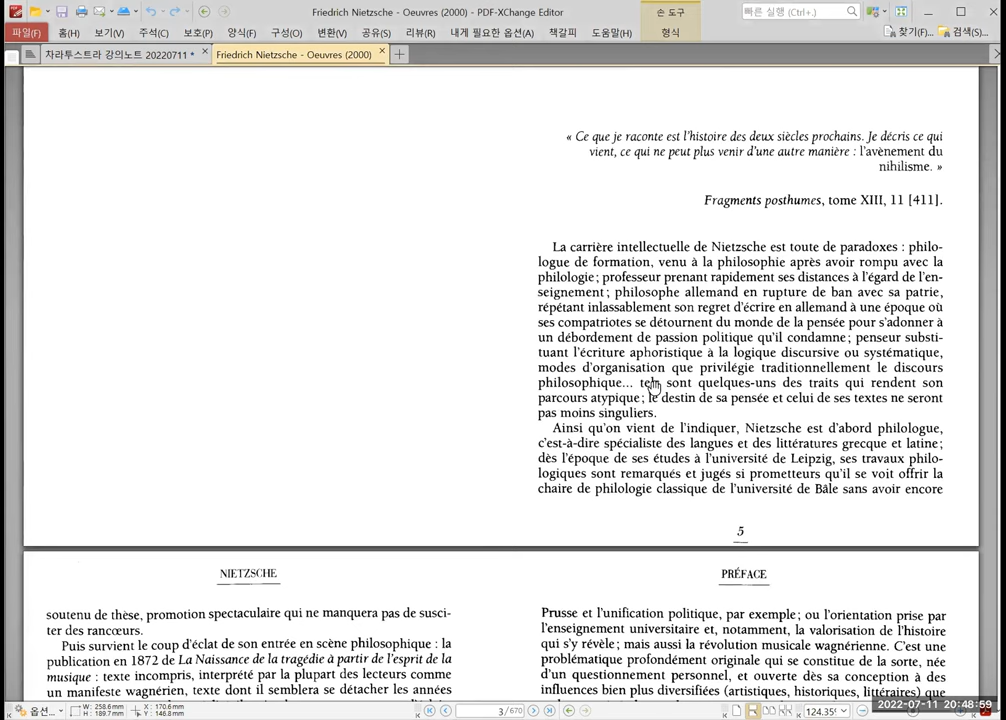 Friedrich Nietzsche - Oeuvres (2000) - PDF-XChange Editor
손 도구
빠른 실행 (Ctrl+.)
파일(F)
홈(H)
보기(V)
주석(C)
보호(P)
양식(F)
구성(O)
변환(V)
공유(S)
리뷰(R)
내게 필요한 옵션(A)
책갈피
도움말(H)
형식
찾기(F)...
검색(S)...
차라투스트라 강의노트 20220711 *
Friedrich Nietzsche - Oeuvres (2000)
« Ce que je raconte est l'histoire des deux siècles prochains. Je décris ce qui
vient, ce qui ne peut plus venir d'une autre manière : l'avènement du
nihilisme. »
Fragments posthumes, tome XIII, 11 [411].
La carrière intellectuelle de Nietzsche est toute de paradoxes : philo-
logue de formation, venu à la philosophie après avoir rompu avec la
philologie ; professeur prenant rapidement ses distances à l'égard de l'en-
seignement ; philosophe allemand en rupture de ban avec sa patrie,
répétant inlassablement son regret d'écrire en allemand à une époque où
ses compatriotes se détournent du monde de la pensée pour s'adonner à
un débordement de passion politique qu'il condamne ; penseur substi-
tuant l'écriture aphoristique à la logique discursive ou systématique,
modes d'organisation que privilégie traditionnellement le discours
philosophique... tels sont quelques-uns des traits qui rendent son
parcours atypique ; le destin de sa pensée et celui de ses textes ne seront
pas moins singuliers.
Ainsi qu'on vient de l'indiquer, Nietzsche est d'abord philologue,
c'est-à-dire spécialiste des langues et des littératures grecque et latine ;
dès l'époque de ses études à l'université de Leipzig, ses travaux philo-
logiques sont remarqués et jugés si prometteurs qu'il se voit offrir la
chaire de philologie classique de l'université de Bâle sans avoir encore
5
NIETZSCHE
soutenu de thèse, promotion spectaculaire qui ne manquera pas de susci-
ter des rancœurs.
Puis survient le coup d'éclat de son entrée en scène philosophique : la
publication en 1872 de La Naissance de la tragédie à partir de l'esprit de la
musique : texte incompris, interprété par la plupart des lecteurs comme
un manifeste wagnérien, texte dont il semblera se détacher les années
PRÉFACE
Prusse et l'unification politique, par exemple ; ou l'orientation prise par
l'enseignement universitaire et, notamment, la valorisation de l'histoire
qui s'y révèle ; mais aussi la révolution musicale wagnérienne. C'est une
problématique profondément originale qui se constitue de la sorte, née
d'un questionnement personnel, et ouverte dès sa conception à des
influences bien plus diversifiées (artistiques, historiques, littéraires) que
옵션...
W: 258.6mm
H: 189.7mm
X: 170.6mm
Y: 146.8mm
3 / 670
124.35%
2022-07-11 20:48:59